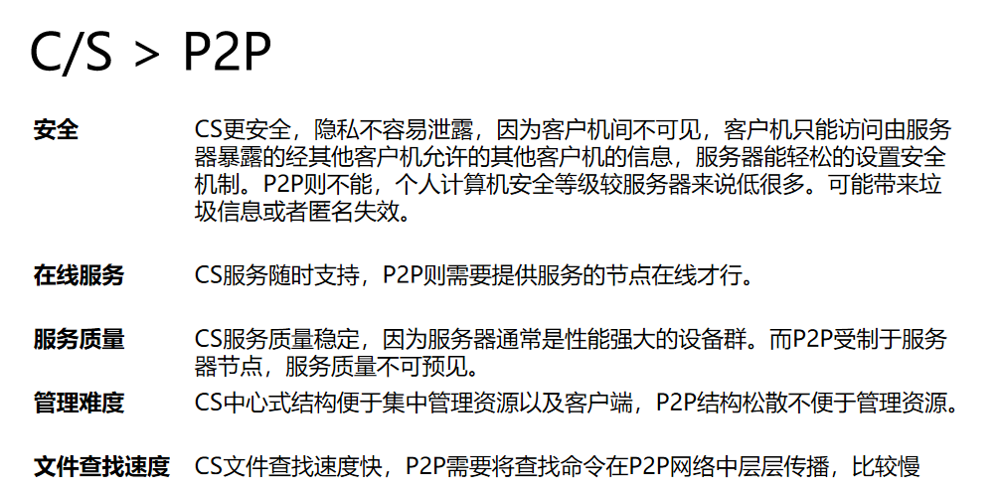 C/S > P2P
安全 CS更安全，隐私不容易泄露，因为客户机间不可见，客户机只能访问由服务
器暴露的经其他客户机允许的其他客户机的信息，服务器能轻松的设置安全
机制。P2P则不能，个人计算机安全等级较服务器来说低很多。可能带来垃
圾信息或者匿名失效。
在线服务 CS服务随时支持，P2P则需要提供服务的节点在线才行。
服务质量 CS服务质量稳定，因为服务器通常是性能强大的设备群。而P2P受制于服务
器节点，服务质量不可预见。
管理难度 CS中心式结构便于集中管理资源以及客户端，P2P结构松散不便于管理资源。
文件查找速度 CS文件查找速度快，P2P需要将查找命令在P2P网络中层层传播，比较慢